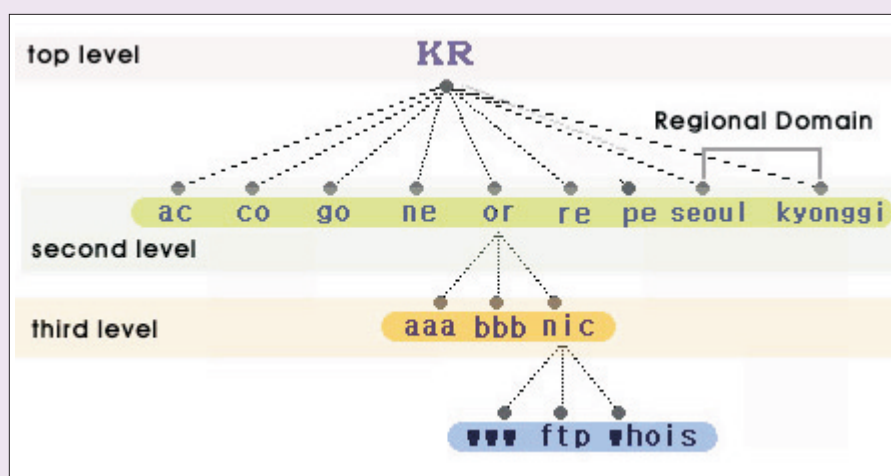 top level KR
Regional Domain
ac co go ne or re pe seoul kyonggi
second level
third level aaa bbb nic
www ftp whois